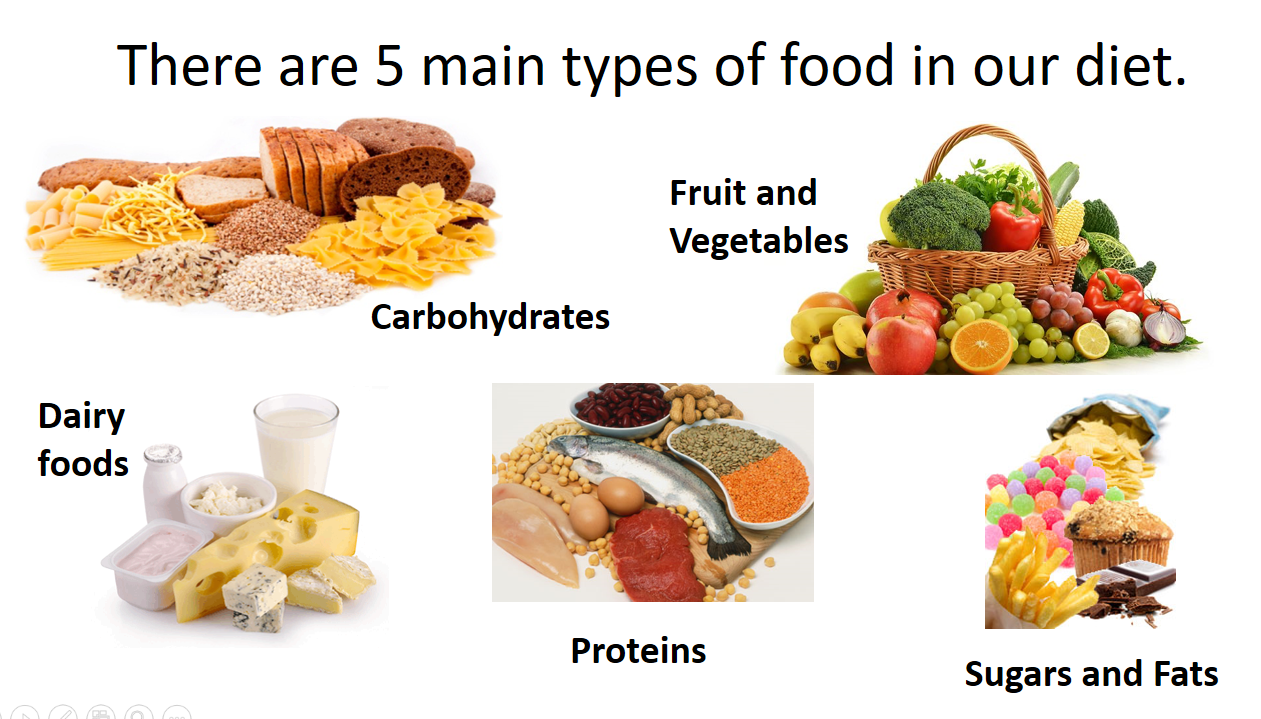 There are 5 main types of food in our diet.
Fruit and
Vegetables
Carbohydrates
Dairy
foods
Proteins
Sugars and Fats